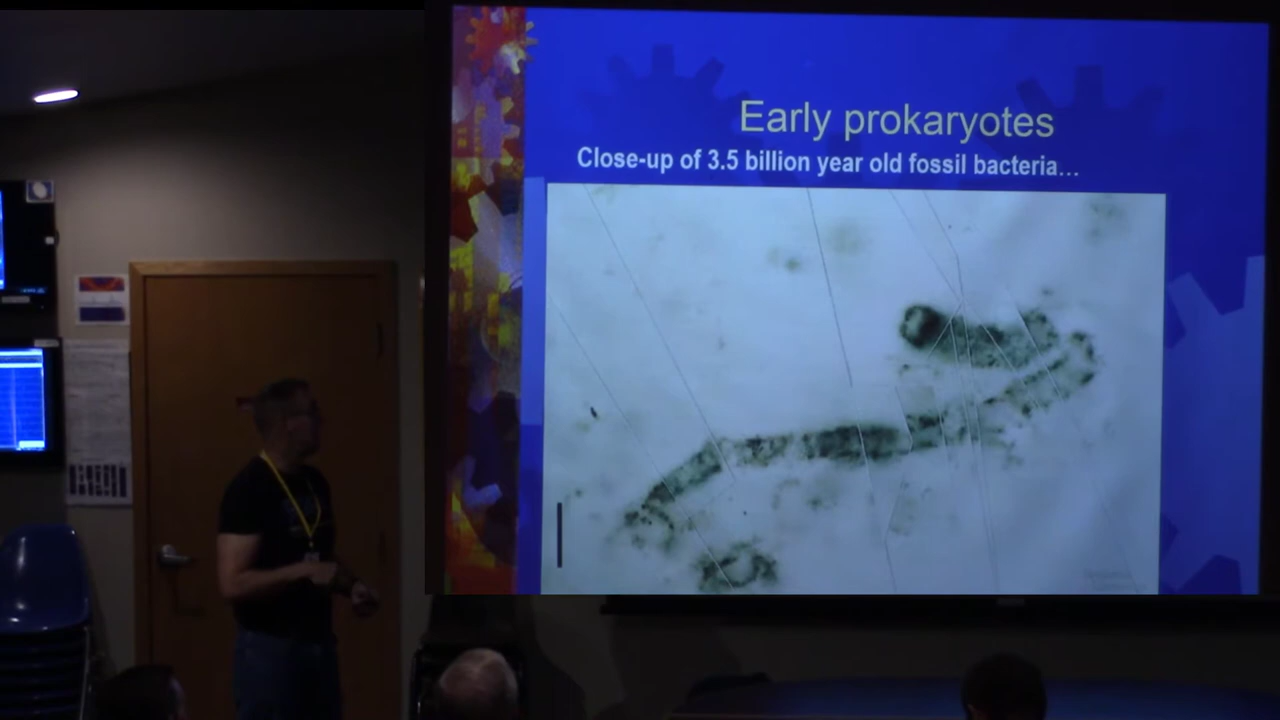 Early prokaryotes
Close-up of 3.5 billion year old fossil bacteria…